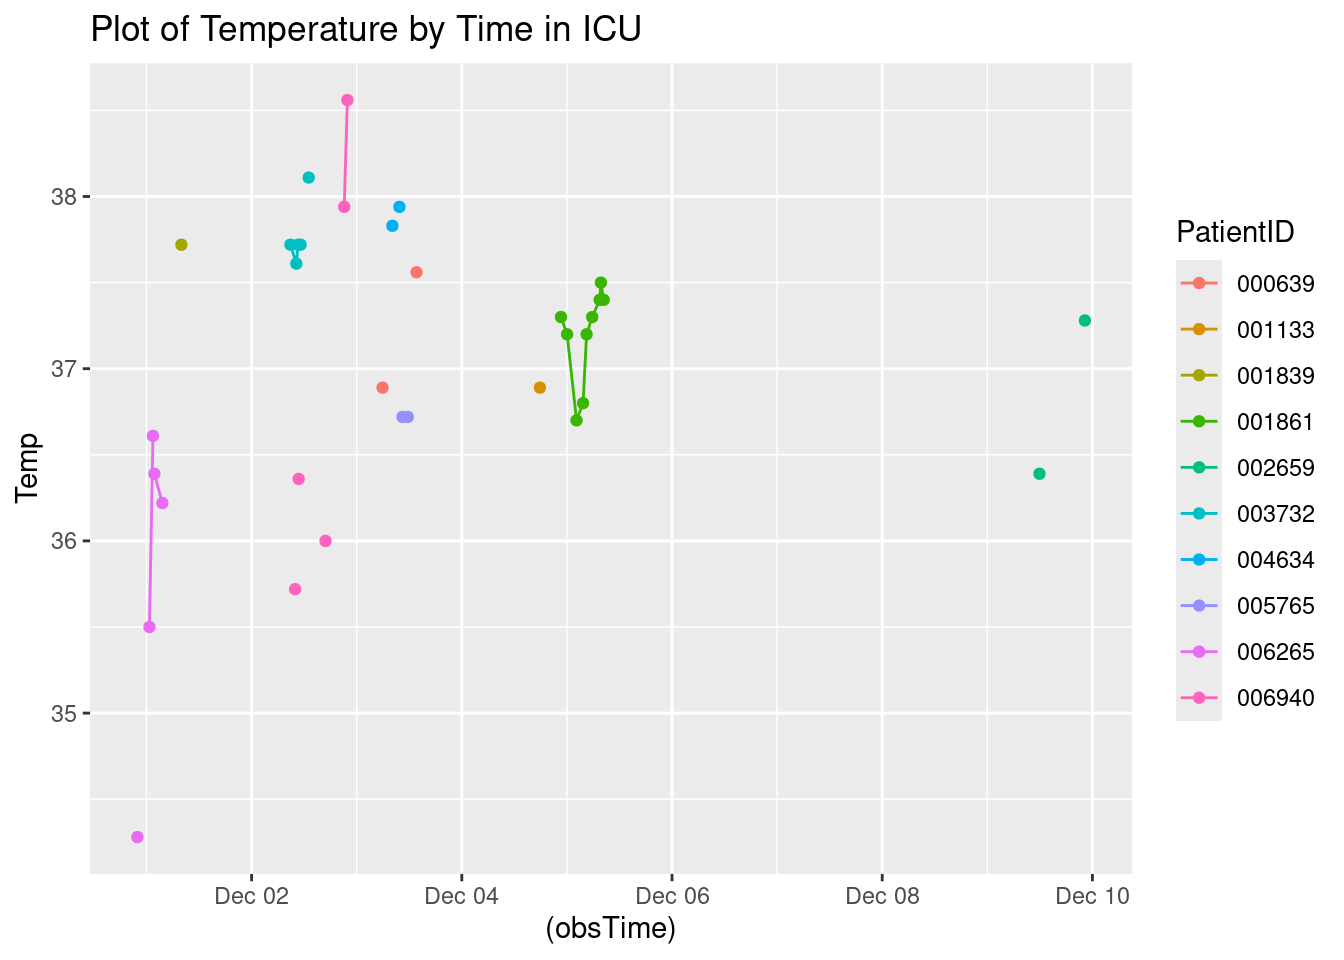 Plot of Temperature by Time in ICU
38
37
36
35
Temp
Dec 02
Dec 04
Dec 06
Dec 08
Dec 10
(obsTime)
PatientID
000639
001133
001839
001861
002659
003732
004634
005765
006265
006940